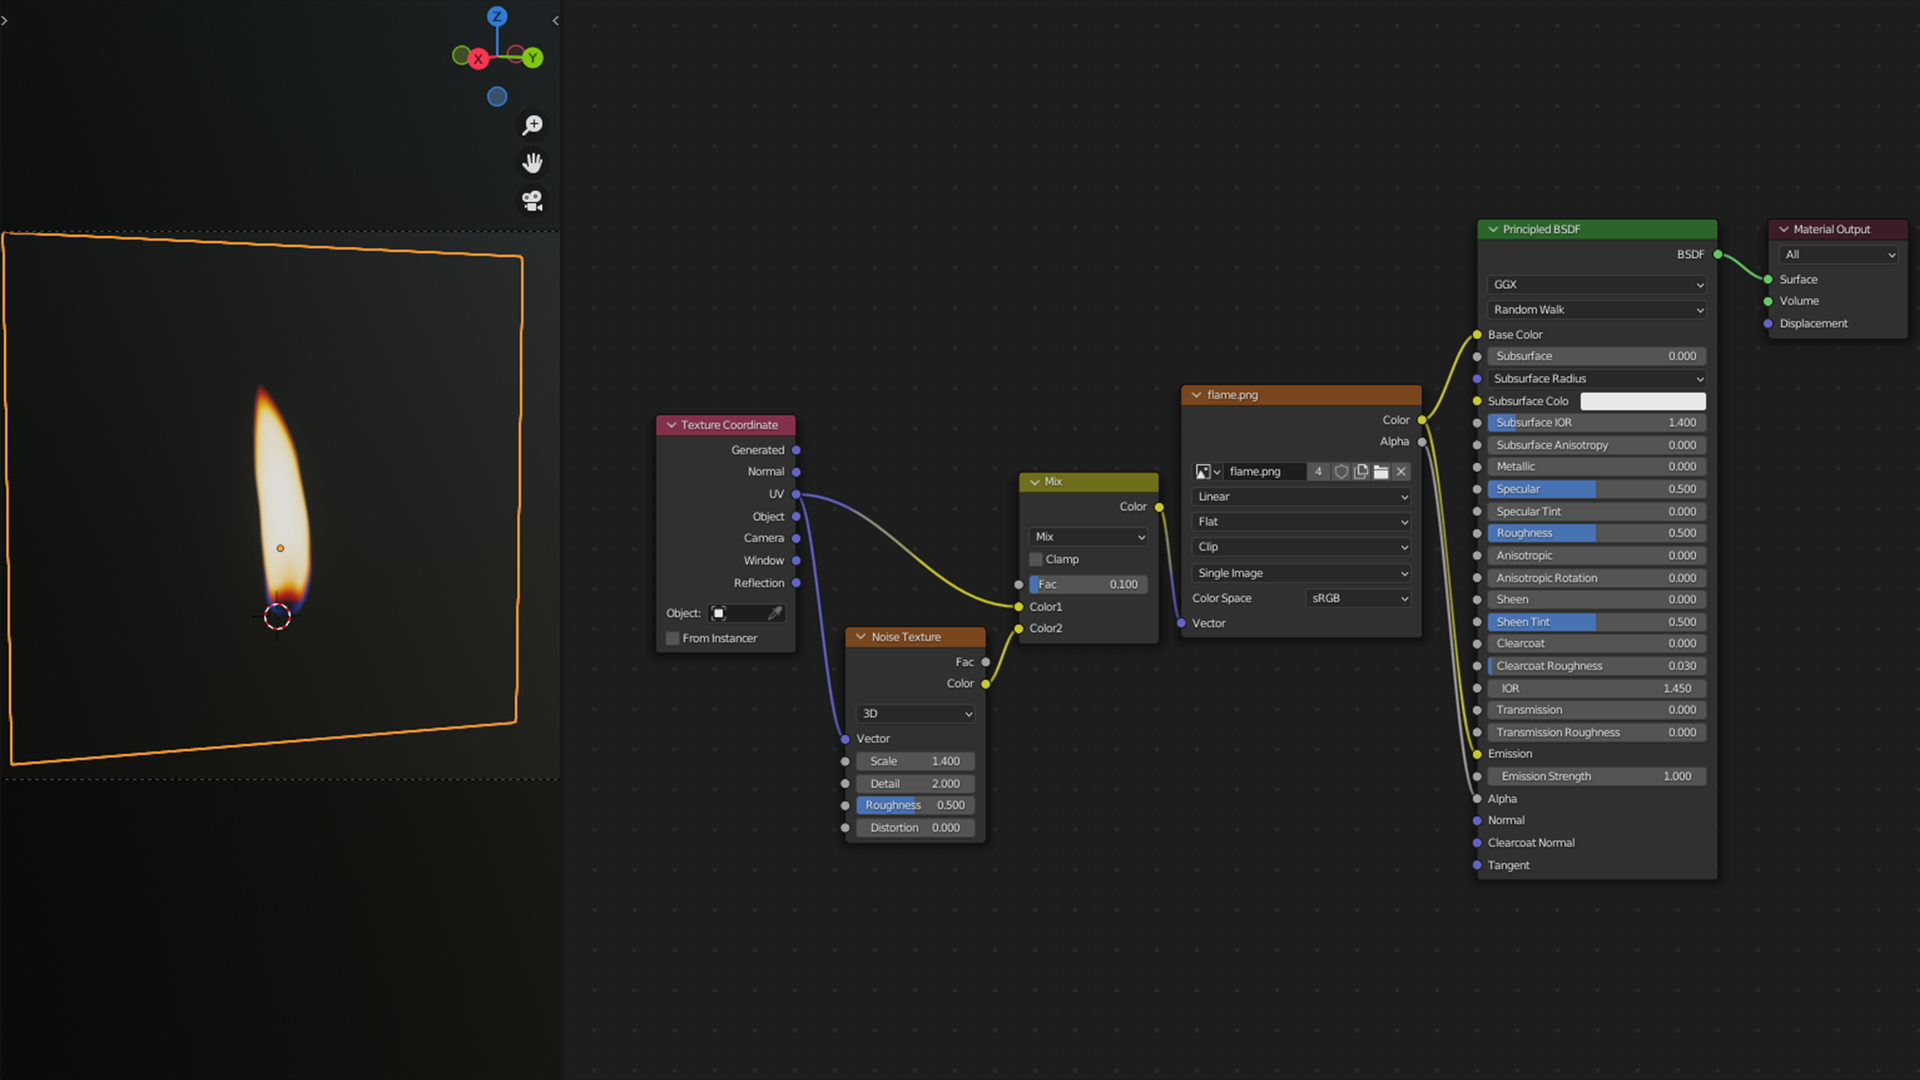 Z
X
Y
Texture Coordinate
Generated
Normal
UV
Object
Camera
Window
Reflection
Object:
From Instancer
Noise Texture
Fac
Color
3D
Vector
Scale 1.400
Detail 2.000
Roughness 0.500
Distortion 0.000
Mix
Color
Mix
Clamp
Fac 0.100
Color1
Color2
flame.png
Color
Alpha
flame.png 4
Linear
Flat
Clip
Single Image
Color Space sRGB
Vector
Principled BSDF
BSDF
GGX
Random Walk
Base Color
Subsurface 0.000
Subsurface Radius
Subsurface Colo
Subsurface IOR 1.400
Subsurface Anisotropy 0.000
Metallic 0.000
Specular 0.500
Specular Tint 0.000
Roughness 0.500
Anisotropic 0.000
Anisotropic Rotation 0.000
Sheen 0.000
Sheen Tint 0.500
Clearcoat 0.000
Clearcoat Roughness 0.030
IOR 1.450
Transmission 0.000
Transmission Roughness 0.000
Emission
Emission Strength 1.000
Alpha
Normal
Clearcoat Normal
Tangent
Material Output
All
Surface
Volume
Displacement